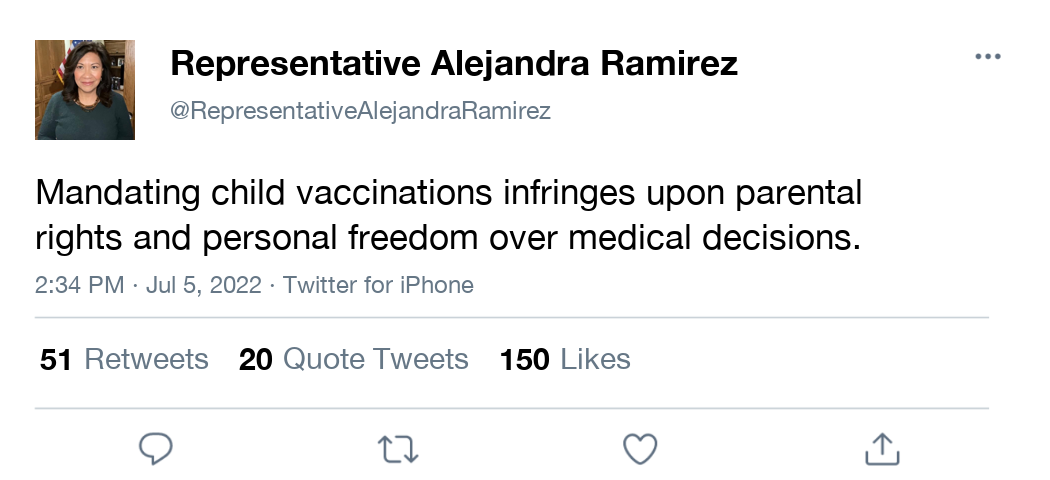 Representative Alejandra Ramirez
@RepresentativeAlejandraRamirez
Mandating child vaccinations infringes upon parental
rights and personal freedom over medical decisions.
2:34 PM · Jul 5, 2022 · Twitter for iPhone
51 Retweets 20 Quote Tweets 150 Likes